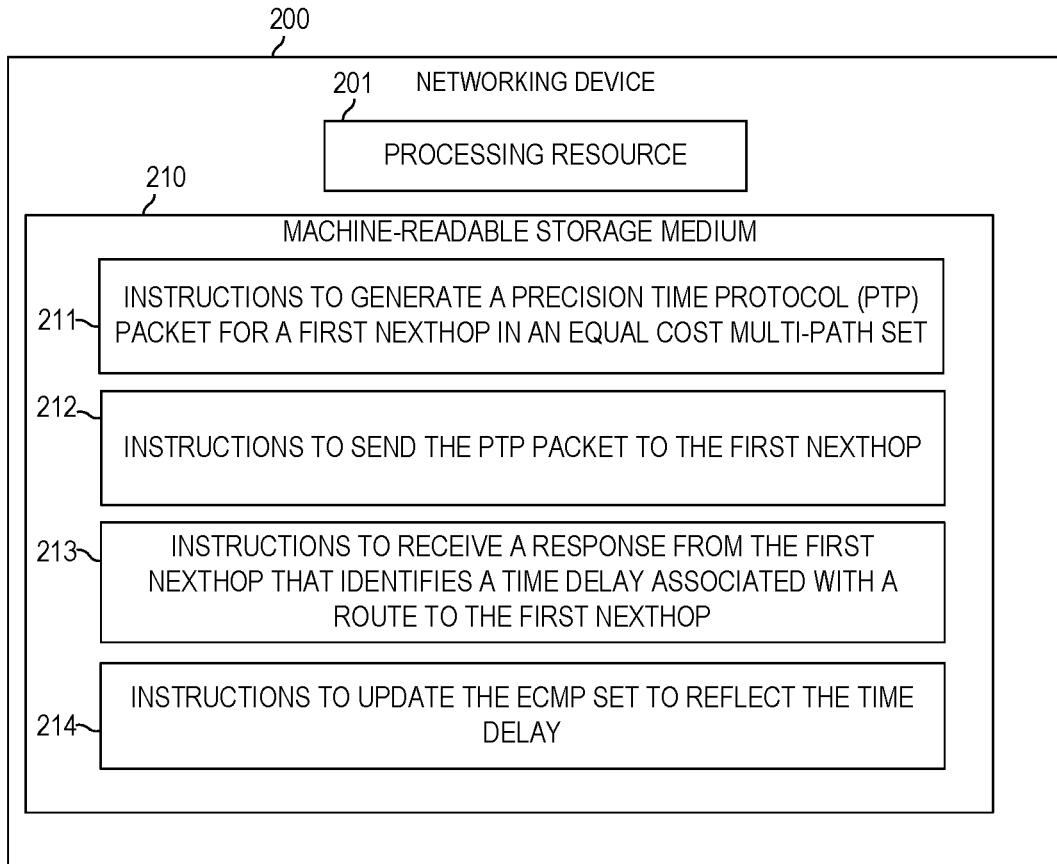 200
NETWORKING DEVICE
201
PROCESSING RESOURCE
210
MACHINE-READABLE STORAGE MEDIUM
211
INSTRUCTIONS TO GENERATE A PRECISION TIME PROTOCOL (PTP)
PACKET FOR A FIRST NEXTHOP IN AN EQUAL COST MULTI-PATH SET
212
INSTRUCTIONS TO SEND THE PTP PACKET TO THE FIRST NEXTHOP
213
INSTRUCTIONS TO RECEIVE A RESPONSE FROM THE FIRST
NEXTHOP THAT IDENTIFIES A TIME DELAY ASSOCIATED WITH A
ROUTE TO THE FIRST NEXTHOP
214
INSTRUCTIONS TO UPDATE THE ECMP SET TO REFLECT THE TIME
DELAY